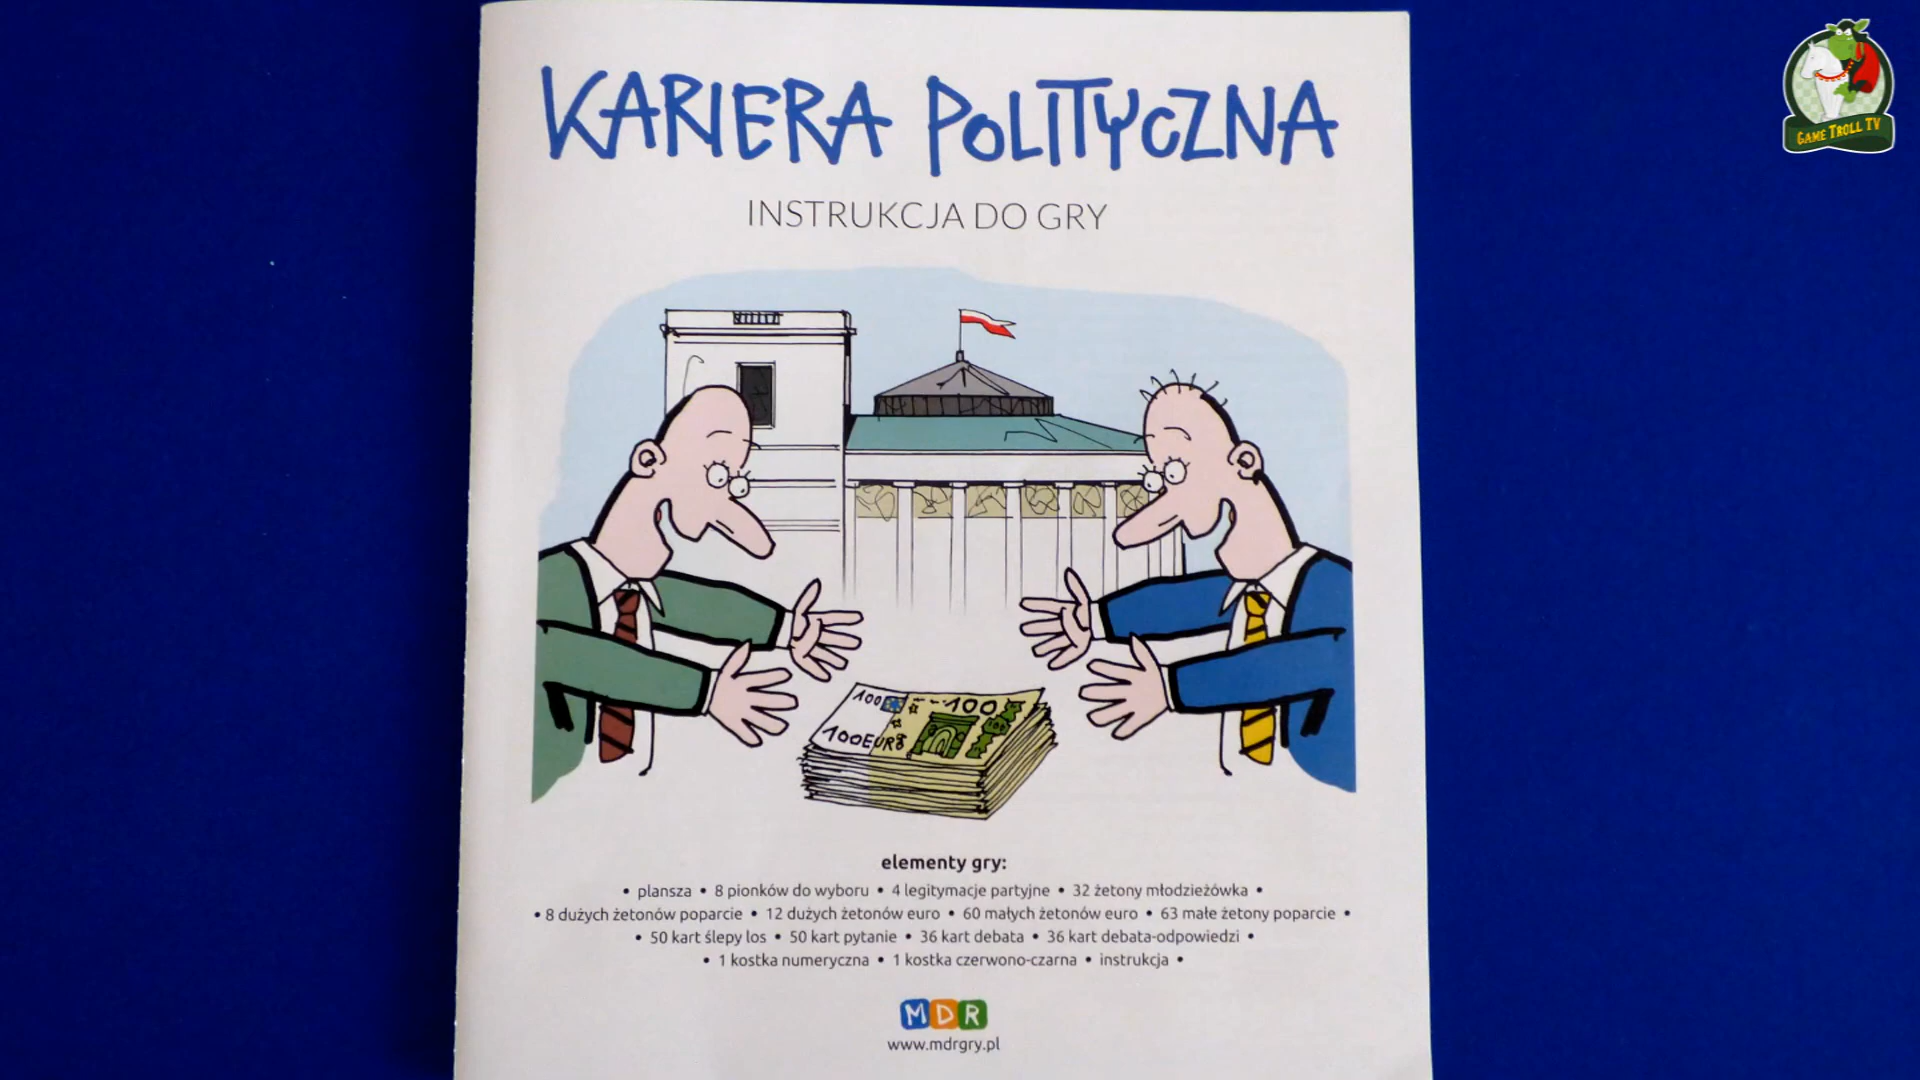 KARIERA POLITYCZNA
INSTRUKCJA DO GRY
GAME TROLL TV
100 100
100EUR
elementy gry:
• plansza • 8 pionków do wyboru • 4 legitymacje partyjne • 32 żetony młodzieżówka •
• 8 dużych żetonów poparcie • 12 dużych żetonów euro • 60 małych żetonów euro • 63 małe żetony poparcie •
• 50 kart ślepy los • 50 kart pytanie • 36 kart debata • 36 kart debata-odpowiedzi •
• 1 kostka numeryczna • 1 kostka czerwono-czarna • instrukcja •
MDR
www.mdrgry.pl